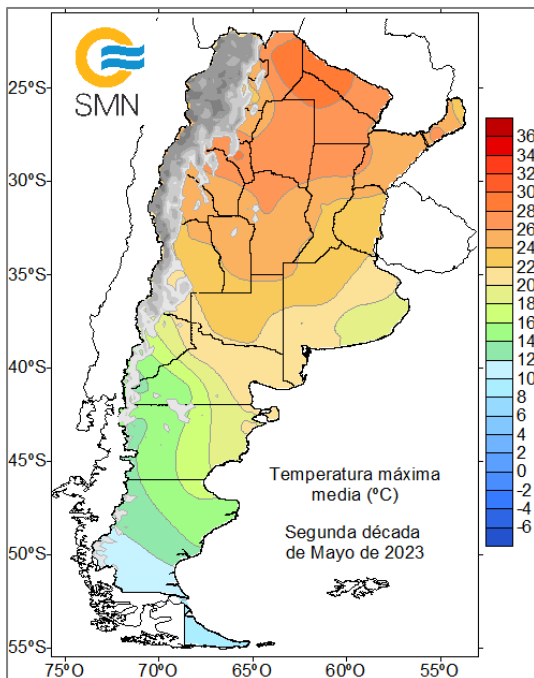 SMN
25°S
30°S
35°S
40°S
45°S
50°S
55°S
75°O
70°O
65°O
60°O
55°O
Temperatura máxima
media (ºC)
Segunda década
de Mayo de 2023
36
34
32
30
28
26
24
22
20
18
16
14
12
10
8
6
4
2
0
-2
-4
-6